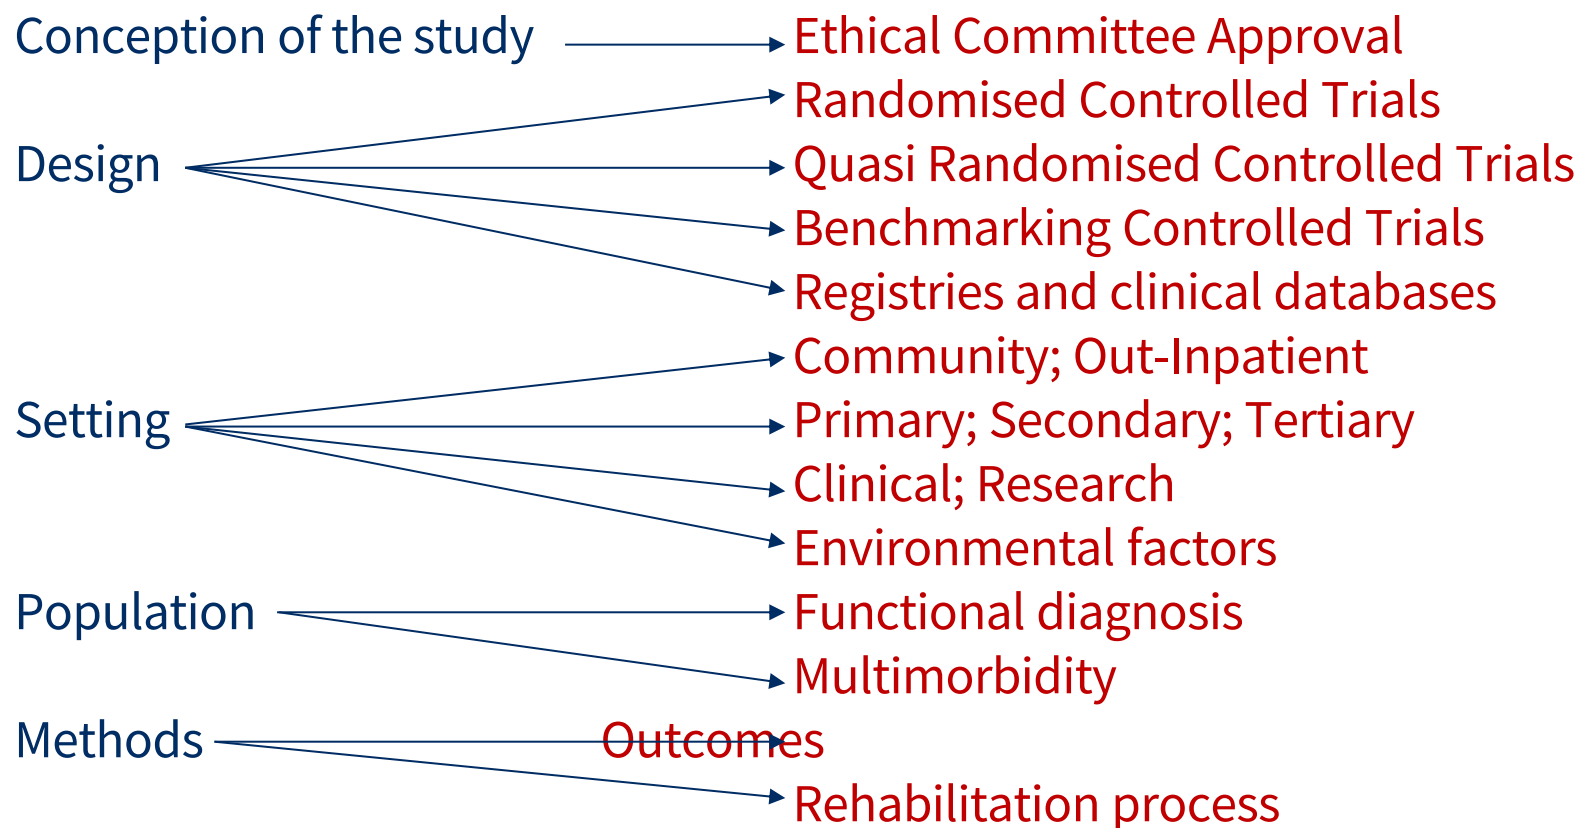 Conception of the study Ethical Committee Approval
Randomised Controlled Trials
Design Quasi Randomised Controlled Trials
Benchmarking Controlled Trials
Registries and clinical databases
Community; Out-Inpatient
Setting Primary; Secondary; Tertiary
Clinical; Research
Environmental factors
Population Functional diagnosis
Multimorbidity
Methods Outcomes
Rehabilitation process